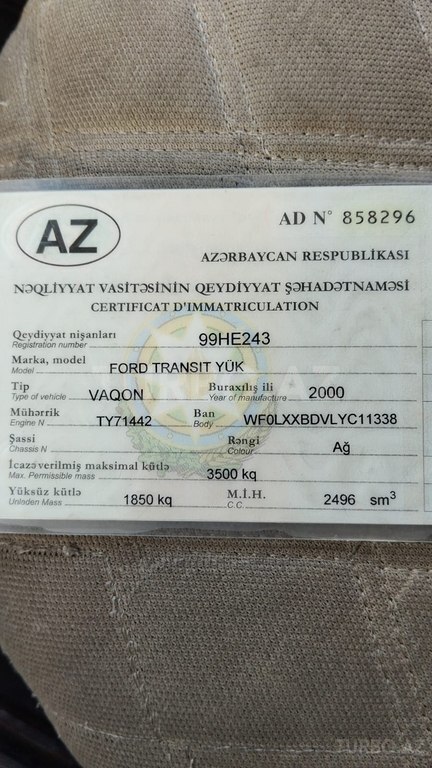 AZ
AD N° 858296
AZƏRBAYCAN RESPUBLİKASI
NƏQLİYYAT VASİTƏSİNİN QEYDİYYAT ŞƏHADƏTNAMƏSİ
CERTIFICAT D'IMMATRICULATION
Qeydiyyat nişanları 99HE243
Registration number
Marka, model FORD TRANSIT YÜK
Model
Tip VAQON Buraxılış ili 2000
Type of vehicle Year of manufacture
Mühərrik TY71442 Ban WF0LXXBDVLYC11338
Engine N Body
Şassi Rəngi Ağ
Chassis N Colour
İcazə verilmiş maksimal kütlə 3500 kq
Max. Permissible mass
Yüksüz kütlə 1850 kq M.İ.H. 2496 sm³
Unladen Mass C.C.
TURBO.AZ